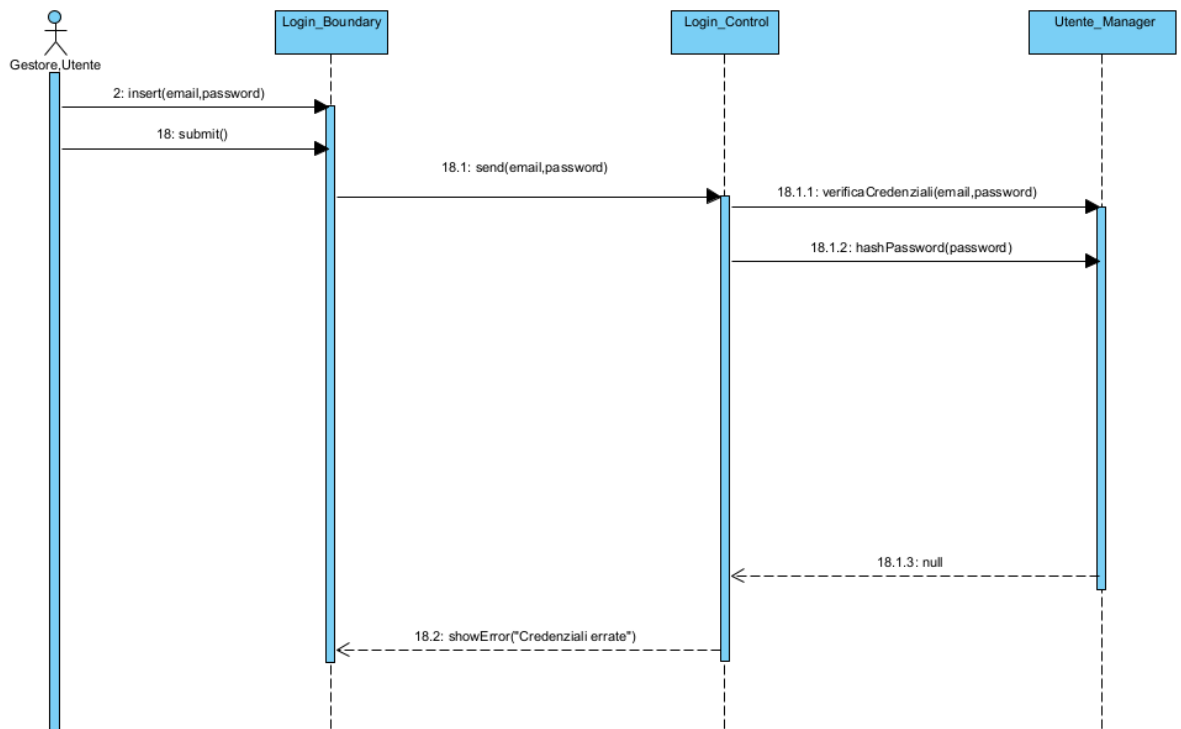 Login_Boundary
Login_Control
Utente_Manager
Gestore,Utente
2: insert(email,password)
18: submit()
18.1: send(email,password)
18.1.1: verificaCredenziali(email,password)
18.1.2: hashPassword(password)
18.1.3: null
18.2: showError("Credenziali errate")